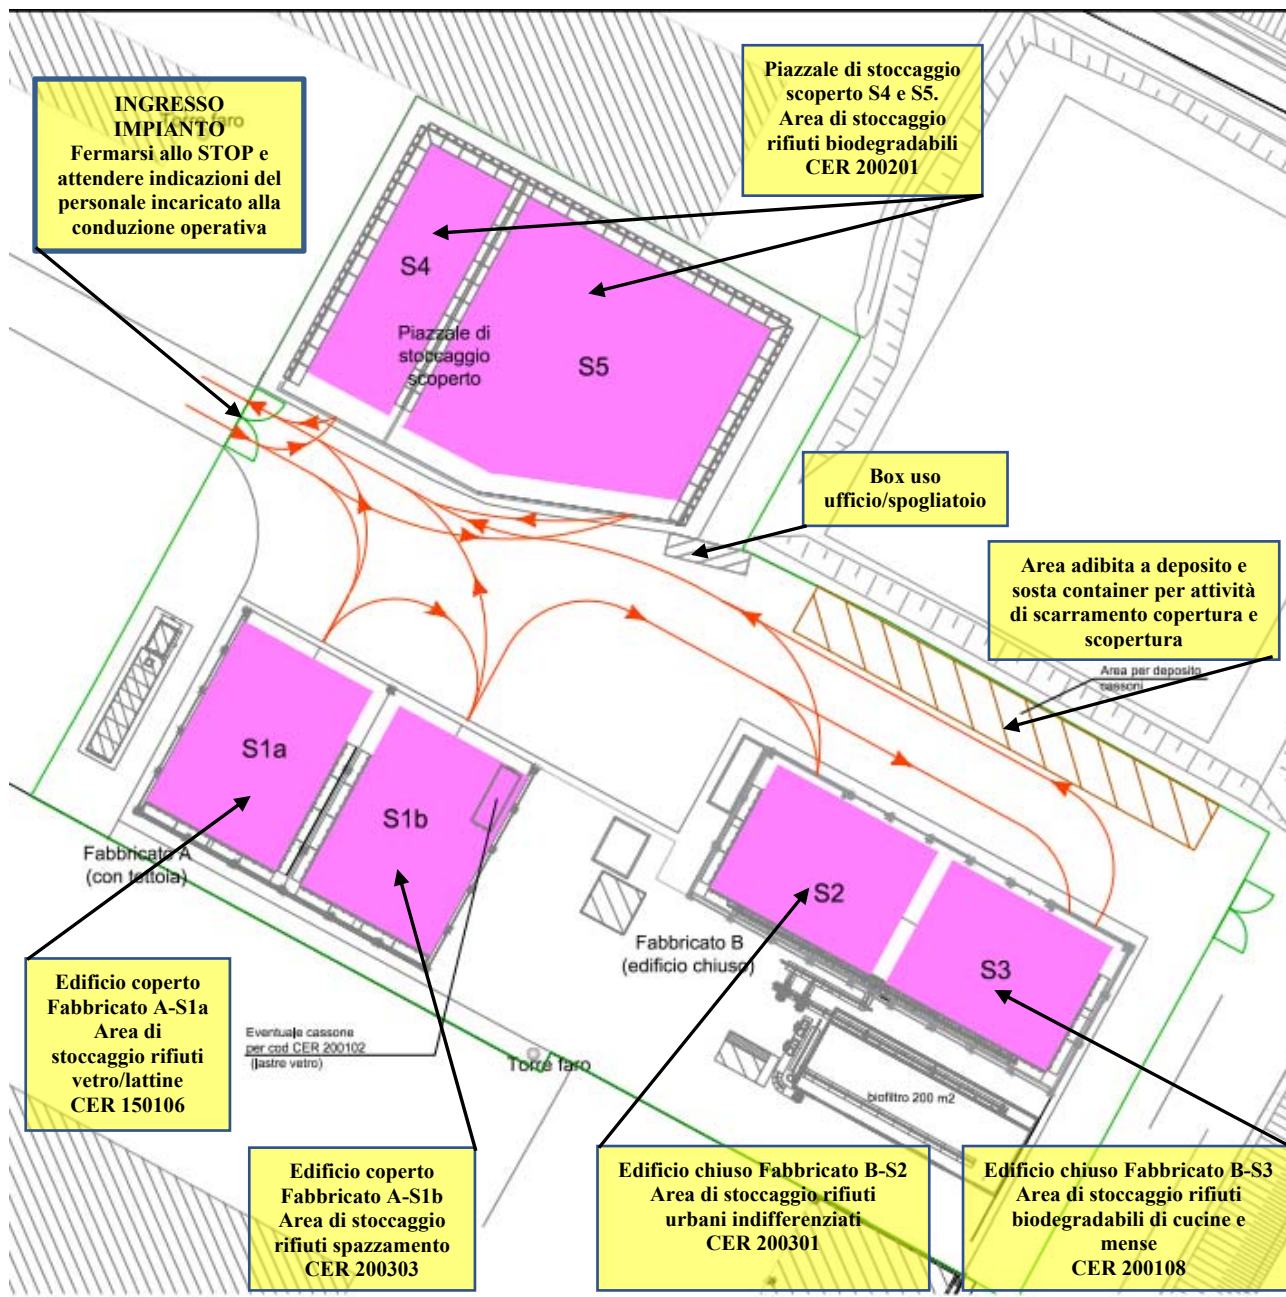 INGRESSO
IMPIANTO
Torre faro
Fermarsi allo STOP e
attendere indicazioni del
personale incaricato alla
conduzione operativa
Piazzale di stoccaggio
scoperto S4 e S5.
Area di stoccaggio
rifiuti biodegradabili
CER 200201
S4
Piazzale di
stoccaggio
scoperto
S5
Box uso
ufficio/spogliatoio
Area adibita a deposito e
sosta container per attività
di scarramento copertura e
scopertura
Area per deposito
cassoni
S1a
S1b
Fabbricato A
(con tettoia)
S2
S3
Fabbricato B
(edificio chiuso)
Edificio coperto
Fabbricato A-S1a
Area di
stoccaggio rifiuti
vetro/lattine
CER 150106
Eventuale cassone
per cod CER 200102
(lastre vetro)
Torre faro
biofiltro 200 m2
Edificio coperto
Fabbricato A-S1b
Area di stoccaggio
rifiuti spazzamento
CER 200303
Edificio chiuso Fabbricato B-S2
Area di stoccaggio rifiuti
urbani indifferenziati
CER 200301
Edificio chiuso Fabbricato B-S3
Area di stoccaggio rifiuti
biodegradabili di cucine e
mense
CER 200108